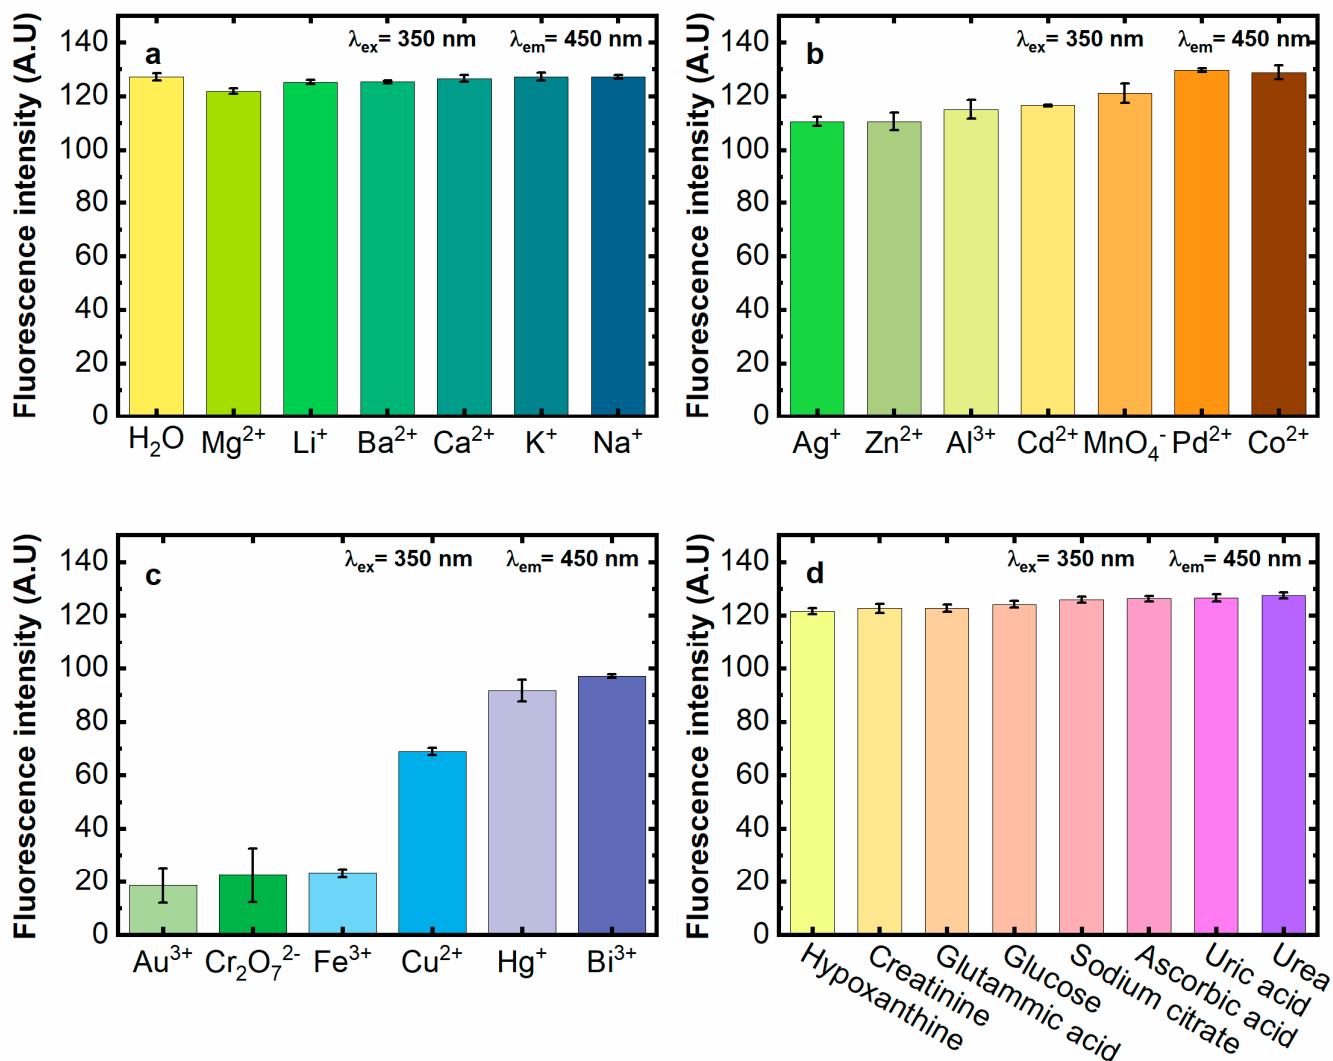 a
λex= 350 nm λem= 450 nm
Fluorescence intensity (A.U)
140
120
100
80
60
40
20
0
H2O Mg2+ Li+ Ba2+ Ca2+ K+ Na+
b
λex= 350 nm λem= 450 nm
Fluorescence intensity (A.U)
140
120
100
80
60
40
20
0
Ag+ Zn2+ Al3+ Cd2+ MnO4- Pd2+ Co2+
c
λex= 350 nm λem= 450 nm
Fluorescence intensity (A.U)
140
120
100
80
60
40
20
0
Au3+ Cr2O72- Fe3+ Cu2+ Hg+ Bi3+
d
λex= 350 nm λem= 450 nm
Fluorescence intensity (A.U)
140
120
100
80
60
40
20
0
Hypoxanthine
Creatinine
Glutammic acid
Glucose
Sodium citrate
Ascorbic acid
Uric acid
Urea